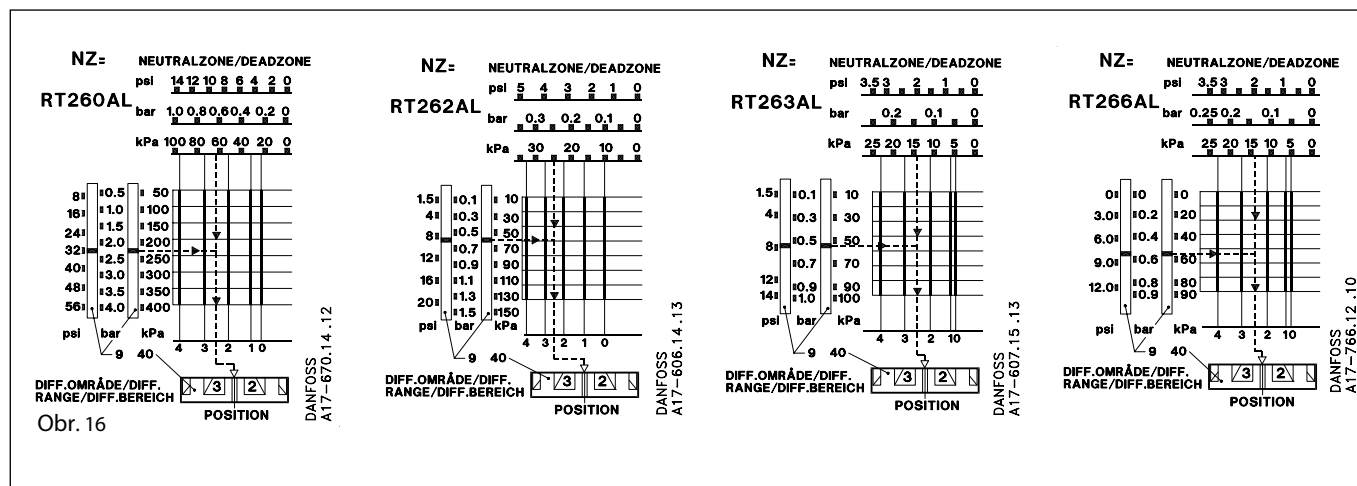 NZ= NEUTRALZONE/DEADZONE
psi 14 12 10 8 6 4 2 0
RT260AL
bar 1.0 0.8 0.6 0.4 0.2 0
kPa 100 80 60 40 20 0
8 0.5 50
16 1.0 100
1.5 150
24 2.0 200
32 2.5 250
40 3.0 300
48 3.5 350
56 4.0 400
psi bar kPa
4 3 2 1 0
9 40
DIFF.OMRÅDE/DIFF.
RANGE/DIFF.BEREICH
3 2
POSITION
DANFOSS
A17-670.14.12
NZ= NEUTRALZONE/DEADZONE
psi 5 4 3 2 1 0
RT262AL
bar 0.3 0.2 0.1 0
kPa 30 20 10 0
1.5 0.1 10
4 0.3 30
8 0.5 50
0.7 70
12 0.9 90
16 1.1 110
20 1.3 130
1.5 150
psi bar kPa
4 3 2 1 0
9 40
DIFF.OMRÅDE/DIFF.
RANGE/DIFF.BEREICH
3 2
POSITION
DANFOSS
A17-606.14.13
NZ= NEUTRALZONE/DEADZONE
psi 3.5 3 2 1 0
RT263AL
bar 0.2 0.1 0
kPa 25 20 15 10 5 0
1.5 0.1 10
4 0.3 30
8 0.5 50
0.7 70
12 0.9 90
14 1.0 100
psi bar kPa
4 3 2 1 0
9 40
DIFF.OMRÅDE/DIFF.
RANGE/DIFF.BEREICH
3 2
POSITION
DANFOSS
A17-607.15.13
NZ= NEUTRALZONE/DEADZONE
psi 3.5 3 2 1 0
RT266AL
bar 0.25 0.2 0.1 0
kPa 25 20 15 10 5 0
0 0 0
3.0 0.2 20
6.0 0.4 40
9.0 0.6 60
12.0 0.8 80
0.9 90
psi bar kPa
4 3 2 1 0
9 40
DIFF.OMRÅDE/DIFF.
RANGE/DIFF.BEREICH
3 2
POSITION
DANFOSS
A17-766.12 .10
Obr. 16